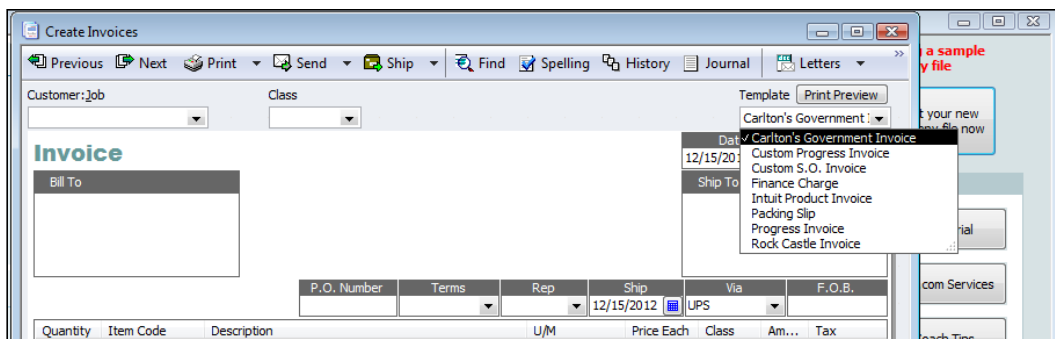 Create Invoices
a sample
y file
Previous Next Print Send Ship Find Spelling History Journal Letters »
Customer:Job Class Template Print Preview
Carlton's Government
t your new
now
Invoice
Dat
12/15/201
✓ Carlton's Government Invoice
Custom Progress Invoice
Custom S.O. Invoice
Finance Charge
Intuit Product Invoice
Packing Slip
Progress Invoice
Rock Castle Invoice
Bill To Ship To
rial
P.O. Number Terms Rep Ship Via F.O.B.
12/15/2012 UPS
com Services
Quantity Item Code Description U/M Price Each Class Am... Tax